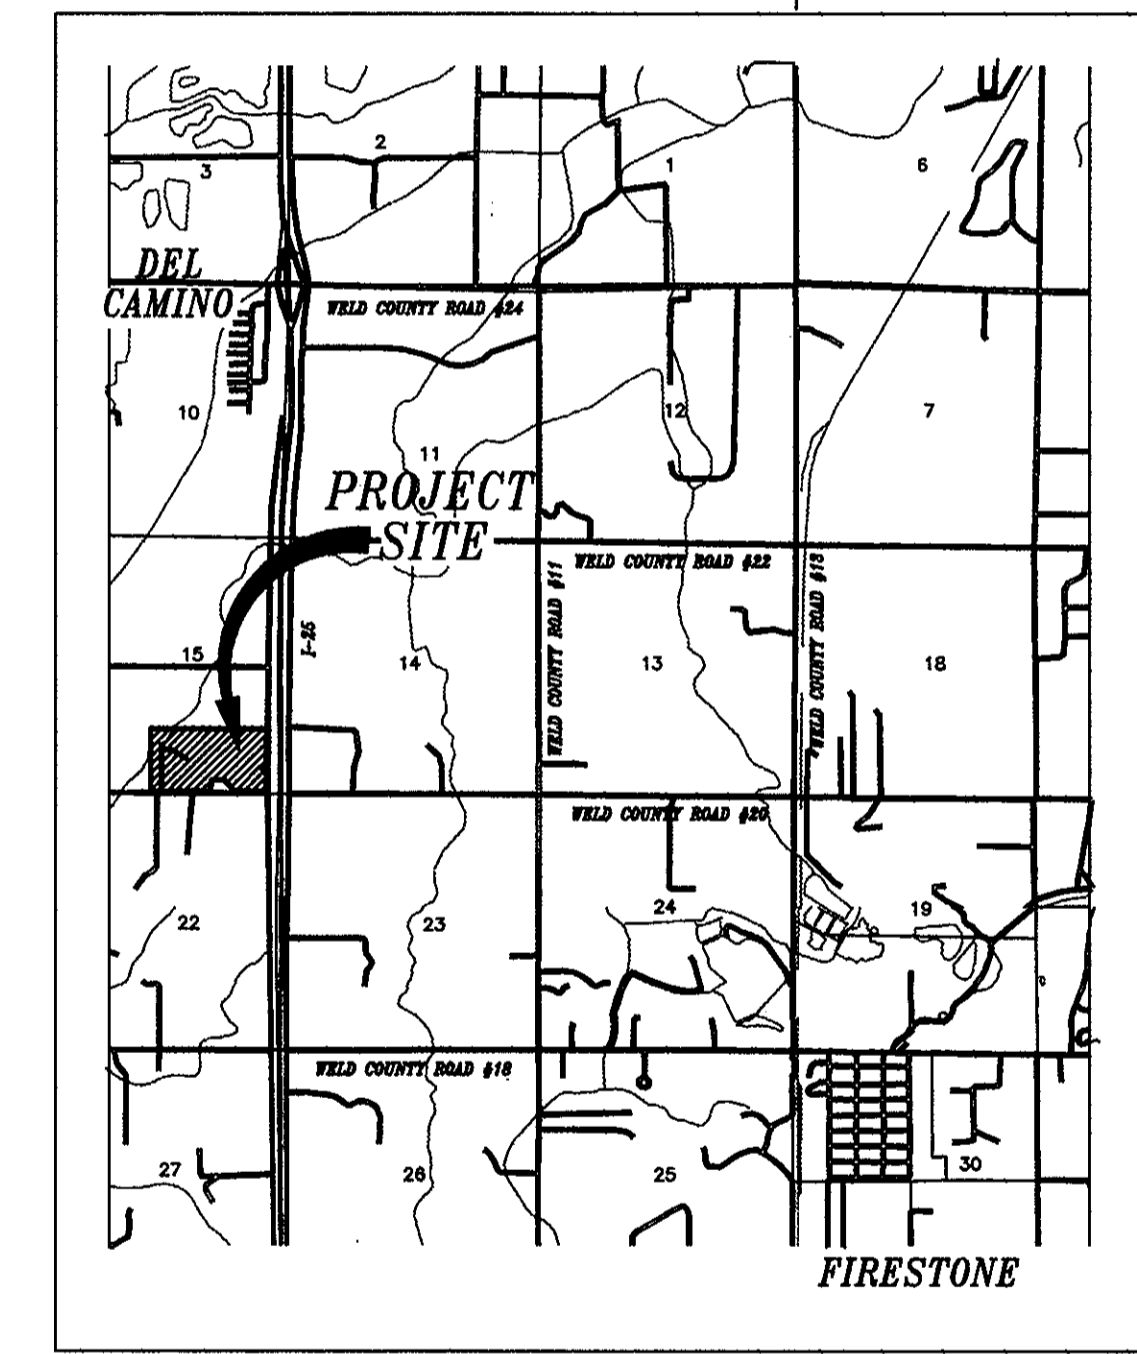 2
3
1
6
DEL
CAMINO
WELD COUNTY ROAD #24
10
12
7
11
PROJECT
SITE
WELD COUNTY ROAD #22
WELD COUNTY ROAD #11
WELD COUNTY ROAD #13
I-25
15
14
13
18
WELD COUNTY ROAD #20
22
23
24
19
WELD COUNTY ROAD #18
27
26
25
30
FIRESTONE